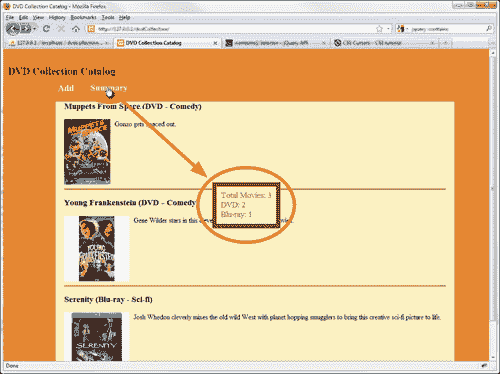 DVD Collection Catalog - Mozilla Firefox
File Edit View History Bookmarks Tools Help
DVD Collection Catalog
DVD Collection Catalog
Add Summary
Muppets From Space (DVD - Comedy)
Gonzo gets spaced out.
Young Frankenstein (DVD - Comedy)
Gene Wilder stars in this
Total Movies: 3
DVD: 2
Blu-ray: 1
Serenity (Blu-ray - Sci-fi)
Josh Whedon cleverly mixes the old wild West with planet hopping smugglers to bring this creative sci-fi picture to life.
SERENITY
Done